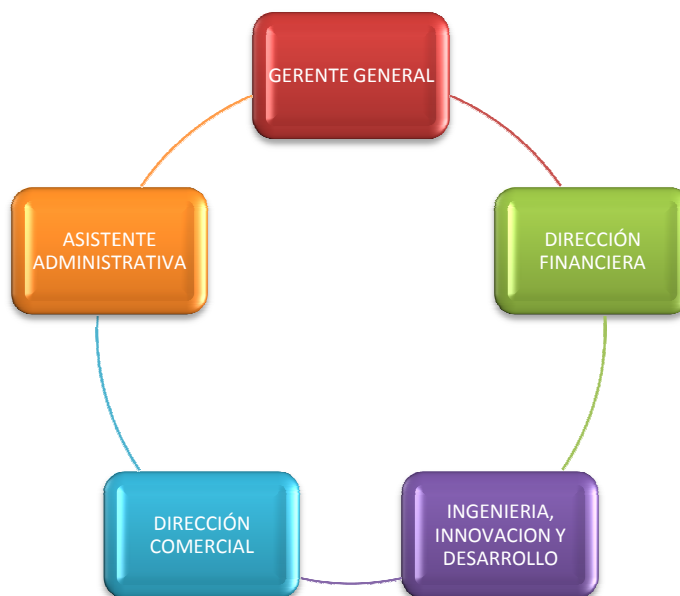 GERENTE GENERAL
ASISTENTE
ADMINISTRATIVA
DIRECCIÓN
FINANCIERA
DIRECCIÓN
COMERCIAL
INGENIERIA,
INNOVACION Y
DESARROLLO